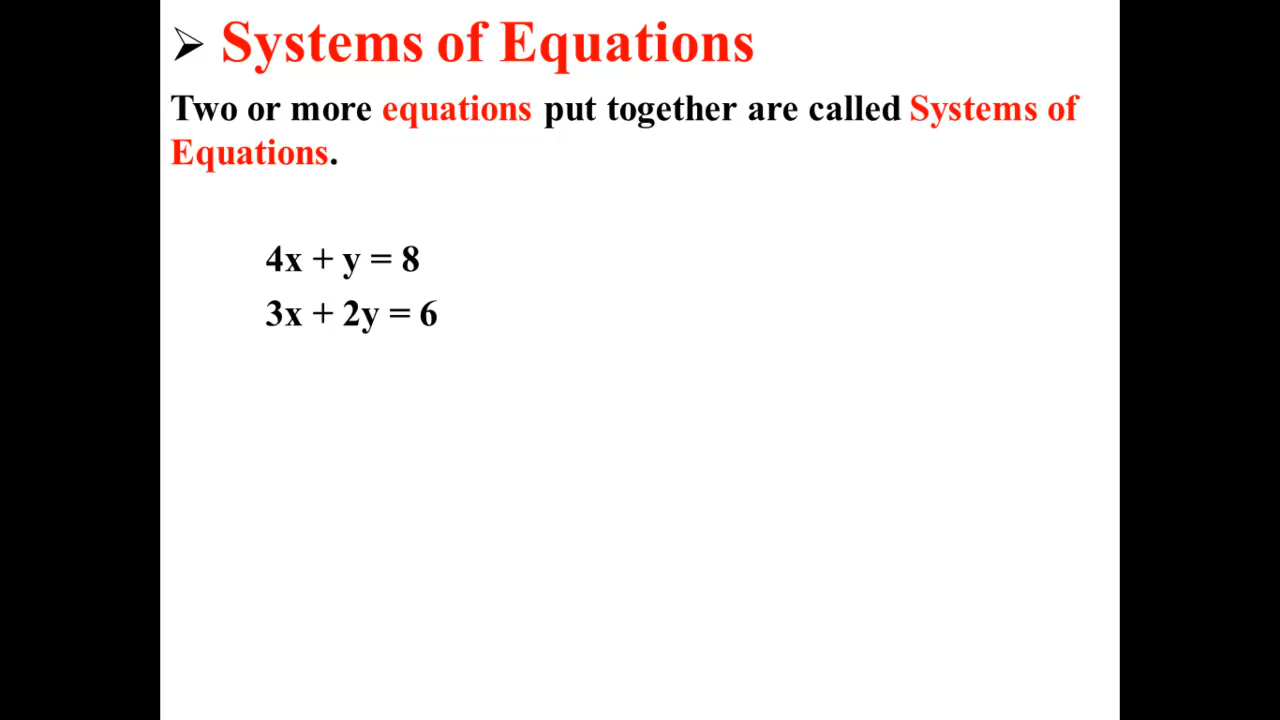 ➢ Systems of Equations
Two or more equations put together are called Systems of
Equations.
4x + y = 8
3x + 2y = 6